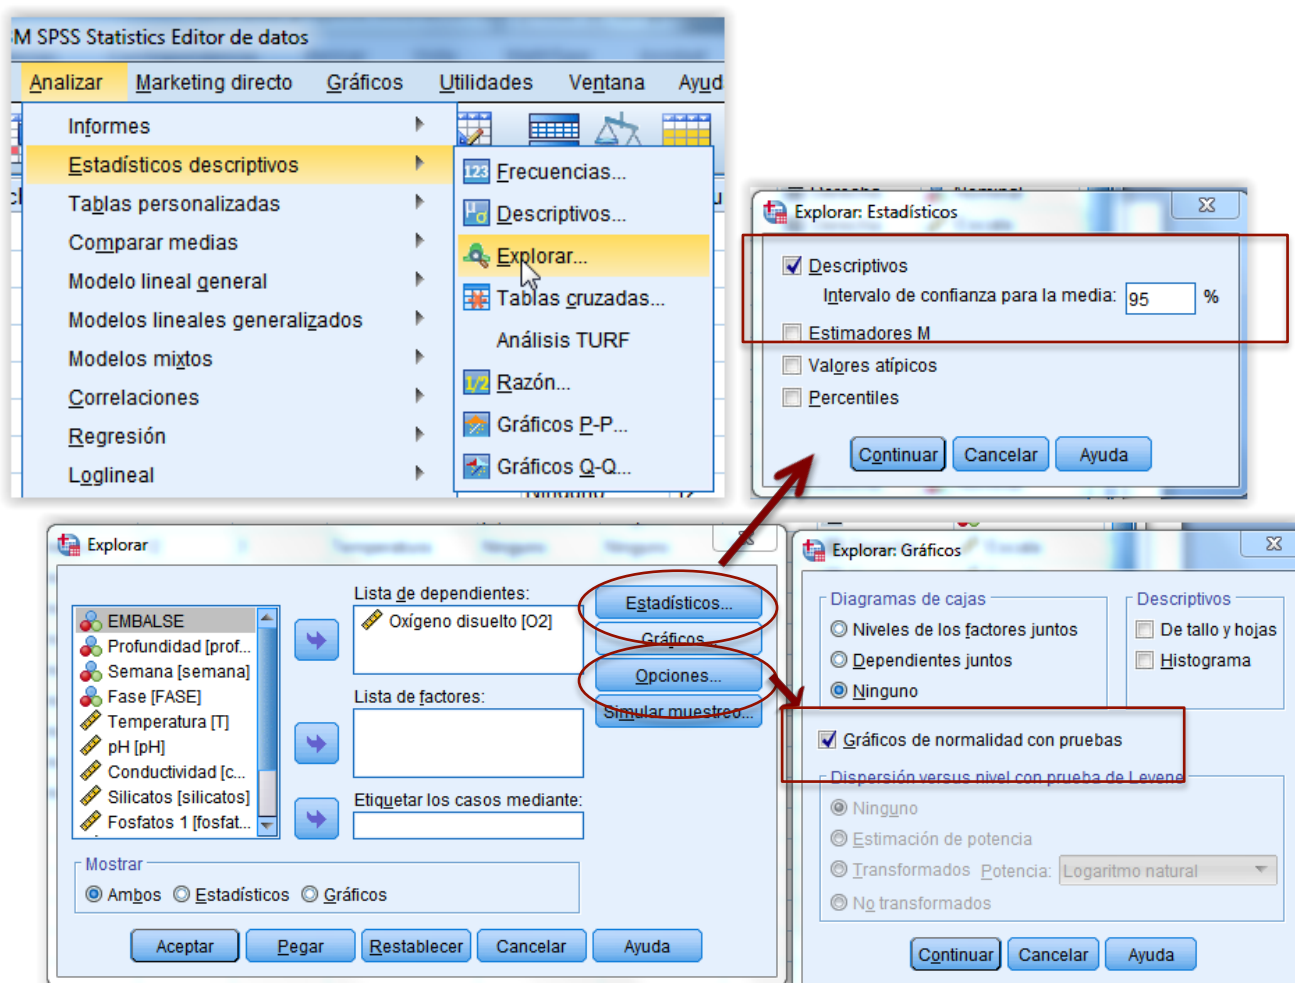 M SPSS Statistics Editor de datos
Analizar Marketing directo Gráficos Utilidades Ventana Ayud
Informes
Estadísticos descriptivos
Tablas personalizadas
Comparar medias
Modelo lineal general
Modelos lineales generalizados
Modelos mixtos
Correlaciones
Regresión
Loglineal
Frecuencias...
Descriptivos...
Explorar...
Tablas cruzadas...
Análisis TURF
Razón...
Gráficos P-P...
Gráficos Q-Q...
Ninguno 12
Explorar: Estadísticos
Descriptivos
Intervalo de confianza para la media: 95 %
Estimadores M
Valores atípicos
Percentiles
Continuar Cancelar Ayuda
Explorar
EMBALSE
Profundidad [prof...
Semana [semana]
Fase [FASE]
Temperatura [T]
pH [pH]
Conductividad [c...
Silicatos [silicatos]
Fosfatos 1 [fosfat...
Lista de dependientes:
Oxígeno disuelto [O2]
Lista de factores:
Etiquetar los casos mediante:
Estadísticos...
Gráficos...
Opciones...
Simular muestreo...
Mostrar
Ambos Estadísticos Gráficos
Aceptar Pegar Restablecer Cancelar Ayuda
Explorar: Gráficos
Diagramas de cajas
Niveles de los factores juntos
Dependientes juntos
Ninguno
Descriptivos
De tallo y hojas
Histograma
Gráficos de normalidad con pruebas
Dispersión versus nivel con prueba de Levene
Ninguno
Estimación de potencia
Transformados Potencia: Logaritmo natural
No transformados
Continuar Cancelar Ayuda